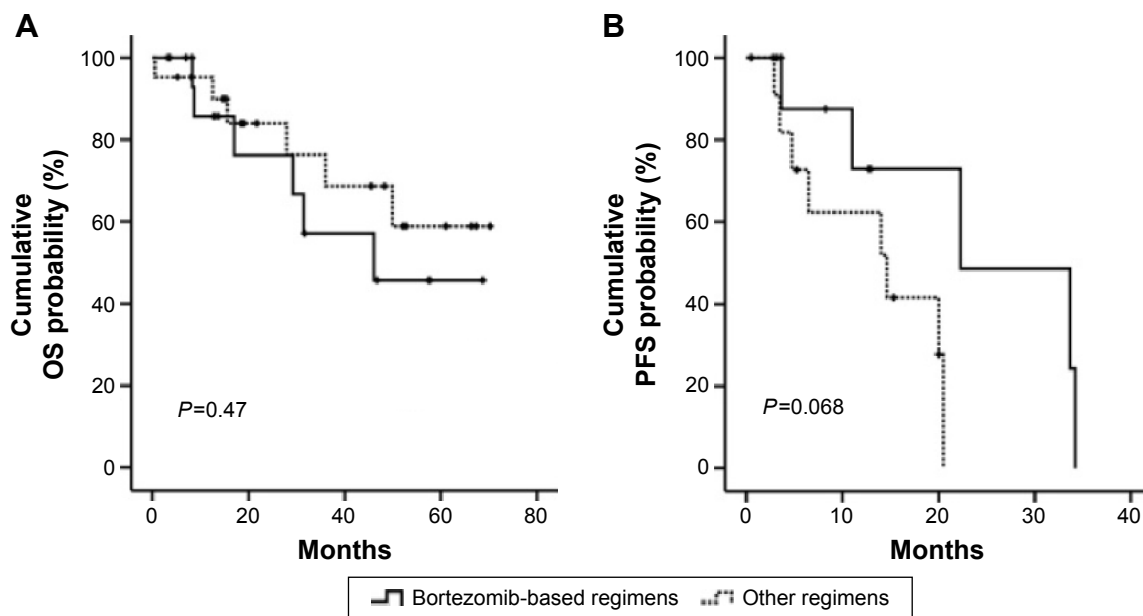 A
Cumulative
OS probability (%)
100
80
60
40
20
0
P=0.47
0 20 40 60 80
Months
B
Cumulative
PFS probability (%)
100
80
60
40
20
0
P=0.068
0 10 20 30 40
Months
Bortezomib-based regimens Other regimens